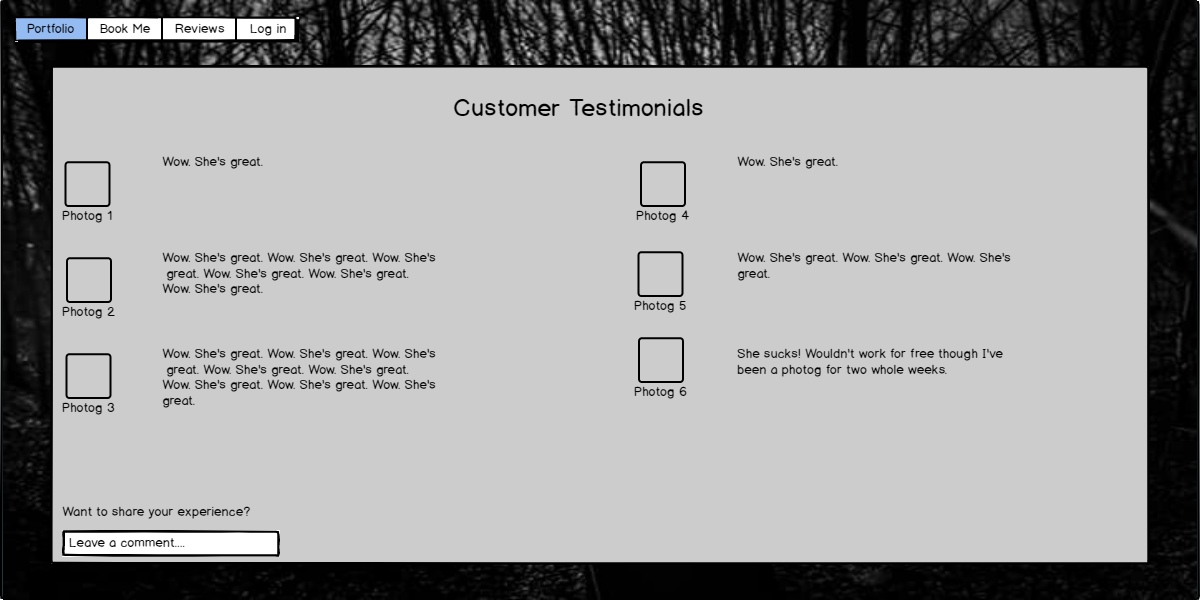 Portfolio Book Me Reviews Log in
Customer Testimonials
Wow. She's great.
Photog 1
Wow. She's great. Wow. She's great. Wow. She's
great. Wow. She's great. Wow. She's great.
Wow. She's great.
Photog 2
Wow. She's great. Wow. She's great. Wow. She's
great. Wow. She's great. Wow. She's great.
Wow. She's great. Wow. She's great. Wow. She's
great.
Photog 3
Wow. She's great.
Photog 4
Wow. She's great. Wow. She's great. Wow. She's
great.
Photog 5
She sucks! Wouldn't work for free though I've
been a photog for two whole weeks.
Photog 6
Want to share your experience?
Leave a comment....